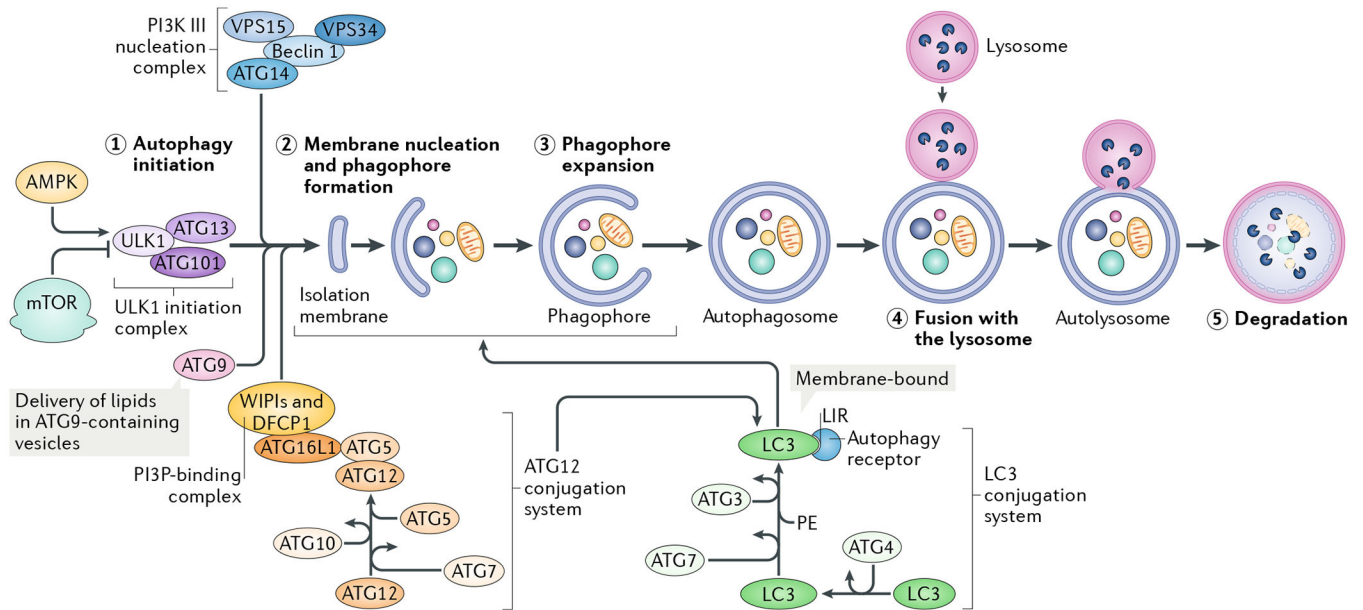 PI3K III
nucleation
complex
VPS15
VPS34
Beclin 1
ATG14
Lysosome
1 Autophagy
initiation
2 Membrane nucleation
and phagophore
formation
3 Phagophore
expansion
AMPK
mTOR
ULK1
ATG13
ATG101
ULK1 initiation
complex
Isolation
membrane
Phagophore
Autophagosome
4 Fusion with
the lysosome
Autolysosome
5 Degradation
ATG9
Delivery of lipids
in ATG9-containing
vesicles
WIPIs and
DFCP1
ATG16L1
ATG5
ATG12
PI3P-binding
complex
ATG5
ATG10
ATG7
ATG12
ATG12
conjugation
system
Membrane-bound
LIR
LC3
Autophagy
receptor
ATG3
PE
ATG7
ATG4
LC3
LC3
LC3
conjugation
system